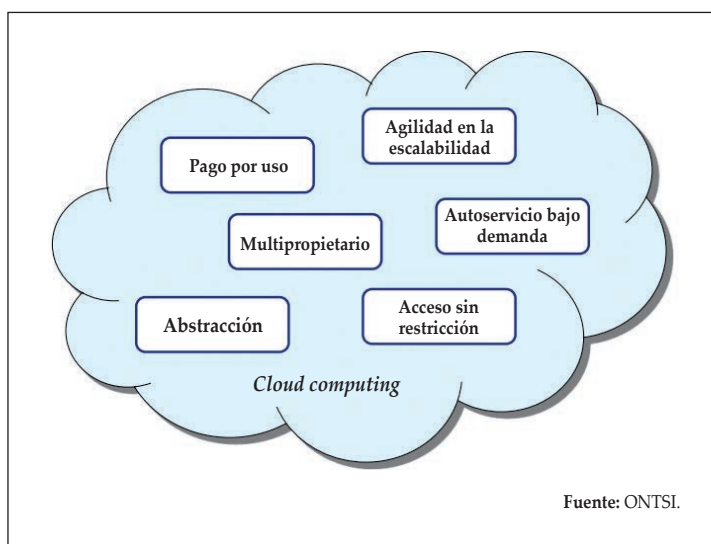 Agilidad en la
escalabilidad
Pago por uso
Autoservicio bajo
demanda
Multipropietario
Acceso sin
restricción
Abstracción
Cloud computing
Fuente: ONTSI.